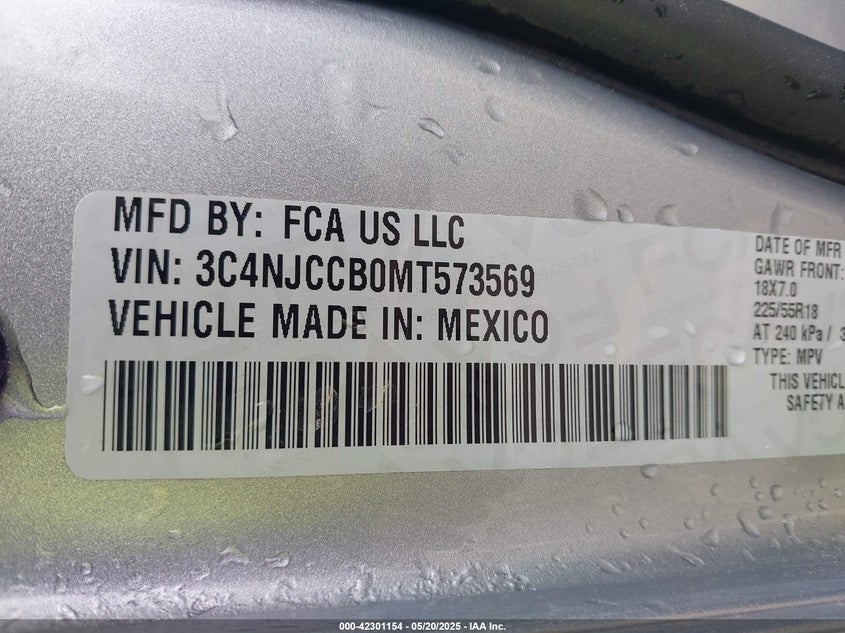 MFD BY: FCA US LLC
VIN: 3C4NJCCB0MT573569
VEHICLE MADE IN: MEXICO
DATE OF MFR
GAWR FRONT:
18X7.0
225/55R18
AT 240 kPa / 3
TYPE: MPV
THIS VEHICL
SAFETY A
000-42301154 - 05/20/2025 - IAA Inc.